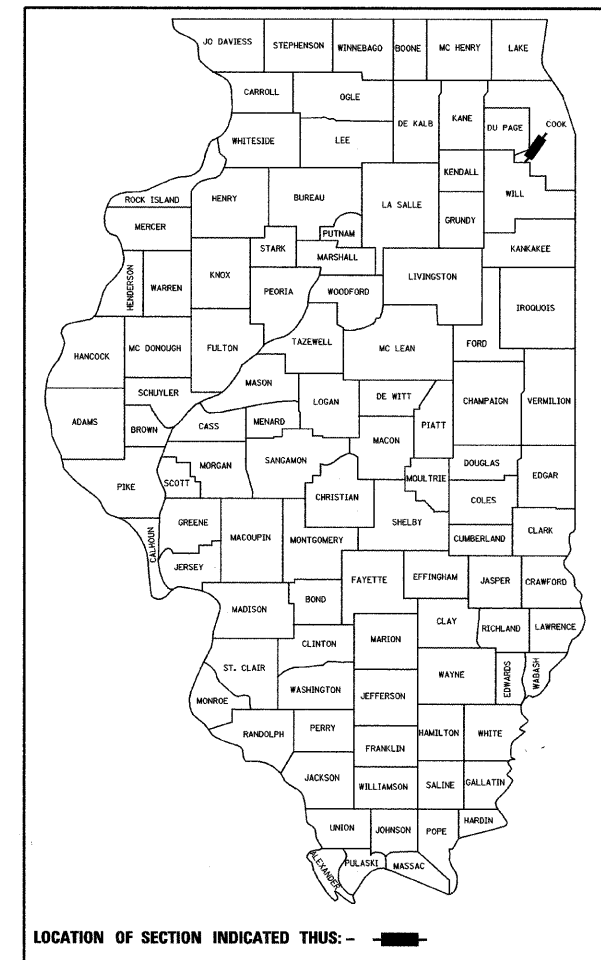 JO DAVIESS STEPHENSON WINNEBAGO BOONE MC HENRY LAKE
CARROLL OGLE DE KALB KANE DU PAGE COOK
WHITESIDE LEE KENDALL WILL
ROCK ISLAND HENRY BUREAU LA SALLE GRUNDY
MERCER PUTNAM
STARK MARSHALL KANKAKEE
HENDERSON WARREN KNOX PEORIA WOODFORD LIVINGSTON IROQUOIS
HANCOCK MC DONOUGH FULTON TAZEWELL MC LEAN FORD
SCHUYLER MASON
ADAMS BROWN CASS MENARD LOGAN DE WITT PIATT CHAMPAIGN VERMILION
MACON
PIKE SCOTT MORGAN SANGAMON CHRISTIAN MOULTRIE DOUGLAS EDGAR
COLES
CALHOUN GREENE MACOUPIN MONTGOMERY SHELBY CUMBERLAND CLARK
JERSEY FAYETTE EFFINGHAM JASPER CRAWFORD
MADISON BOND
CLINTON MARION CLAY RICHLAND LAWRENCE
ST. CLAIR WAYNE EDWARDS WABASH
MONROE WASHINGTON JEFFERSON
RANDOLPH PERRY HAMILTON WHITE
FRANKLIN
JACKSON WILLIAMSON SALINE GALLATIN
UNION JOHNSON POPE HARDIN
ALEXANDER PULASKI MASSAC
LOCATION OF SECTION INDICATED THUS: -